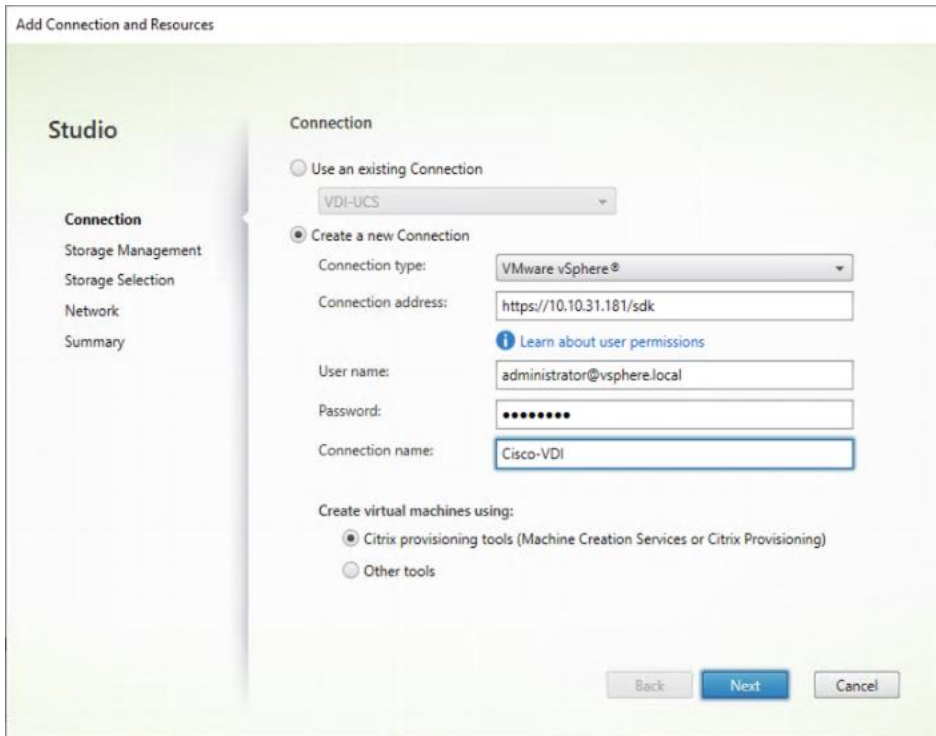 Add Connection and Resources
Studio
Connection
Storage Management
Storage Selection
Network
Summary
Connection
Use an existing Connection
VDI-UCS
Create a new Connection
Connection type: VMware vSphere®
Connection address: https://10.10.31.181/sdk
Learn about user permissions
User name: administrator@vsphere.local
Password: ••••••••
Connection name: Cisco-VDI
Create virtual machines using:
Citrix provisioning tools (Machine Creation Services or Citrix Provisioning)
Other tools
Back Next Cancel